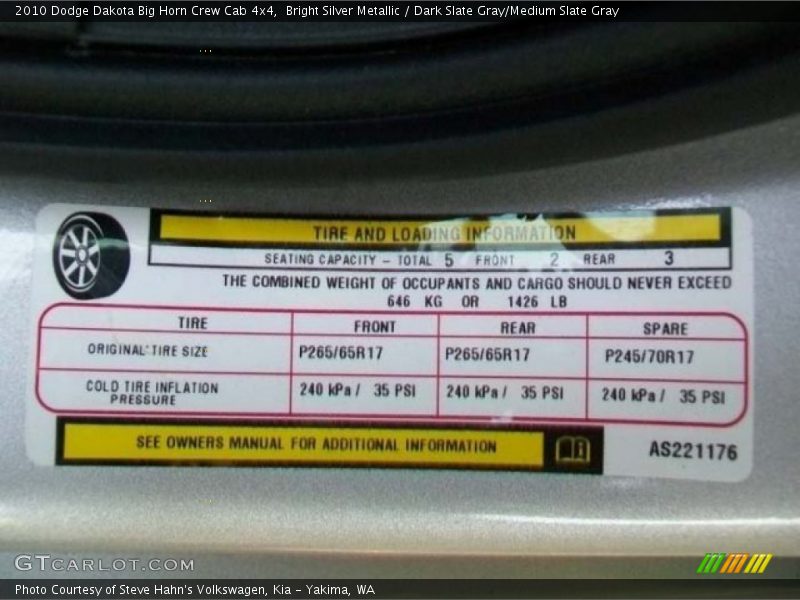 2010 Dodge Dakota Big Horn Crew Cab 4x4,  Bright Silver Metallic / Dark Slate Gray/Medium Slate Gray
TIRE AND LOADING INFORMATION
SEATING CAPACITY - TOTAL 5 FRONT 2 REAR 3
THE COMBINED WEIGHT OF OCCUPANTS AND CARGO SHOULD NEVER EXCEED
646 KG OR 1426 LB
TIRE FRONT REAR SPARE
ORIGINAL TIRE SIZE P265/65R17 P265/65R17 P245/70R17
COLD TIRE INFLATION PRESSURE 240 kPa / 35 PSI 240 kPa / 35 PSI 240 kPa / 35 PSI
SEE OWNERS MANUAL FOR ADDITIONAL INFORMATION
AS221176
GTCARLOT.COM
Photo Courtesy of Steve Hahn's Volkswagen, Kia - Yakima, WA